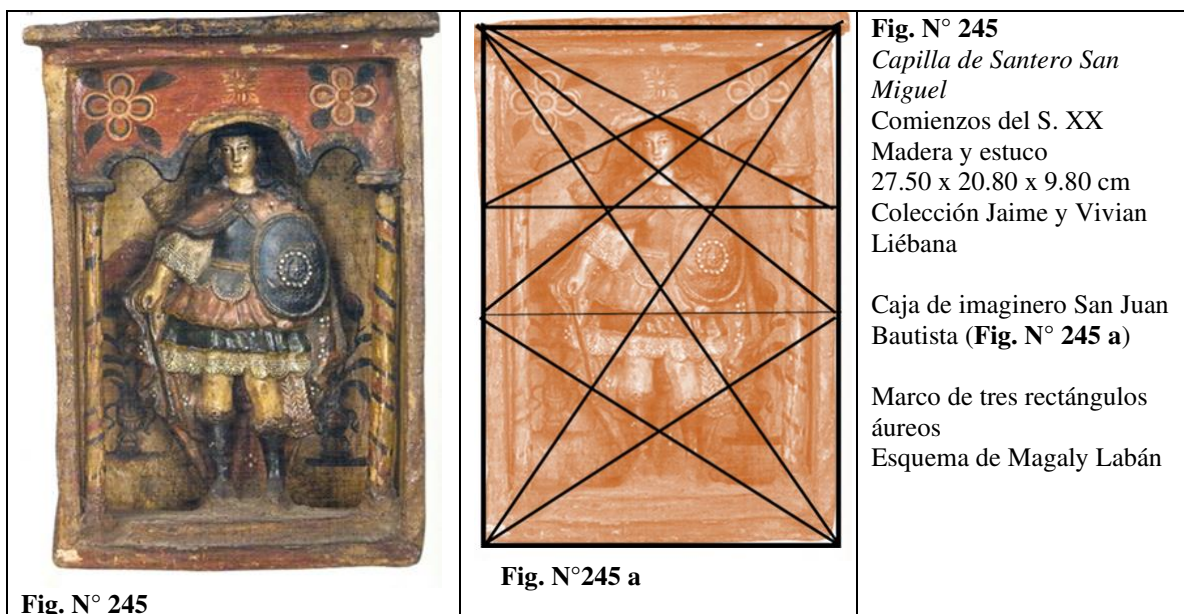 Fig. N° 245
Fig. N°245 a
Fig. N° 245
Capilla de Santero San
Miguel
Comienzos del S. XX
Madera y estuco
27.50 x 20.80 x 9.80 cm
Colección Jaime y Vivian
Liébana
Caja de imaginero San Juan
Bautista (Fig. N° 245 a)
Marco de tres rectángulos
áureos
Esquema de Magaly Labán